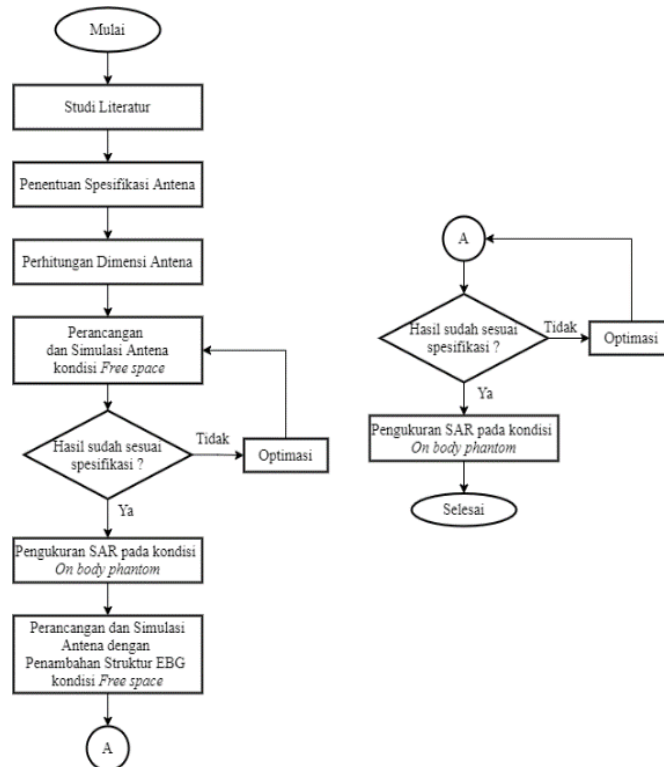 Mulai
Studi Literatur
Penentuan Spesifikasi Antena
Perhitungan Dimensi Antena
Perancangan
dan Simulasi Antena
kondisi Free space
Hasil sudah sesuai
spesifikasi ?
Tidak
Optimasi
Ya
Pengukuran SAR pada kondisi
On body phantom
Perancangan dan Simulasi
Antena dengan
Penambahan Struktur EBG
kondisi Free space
A
A
Hasil sudah sesuai
spesifikasi ?
Tidak
Optimasi
Ya
Pengukuran SAR pada kondisi
On body phantom
Selesai